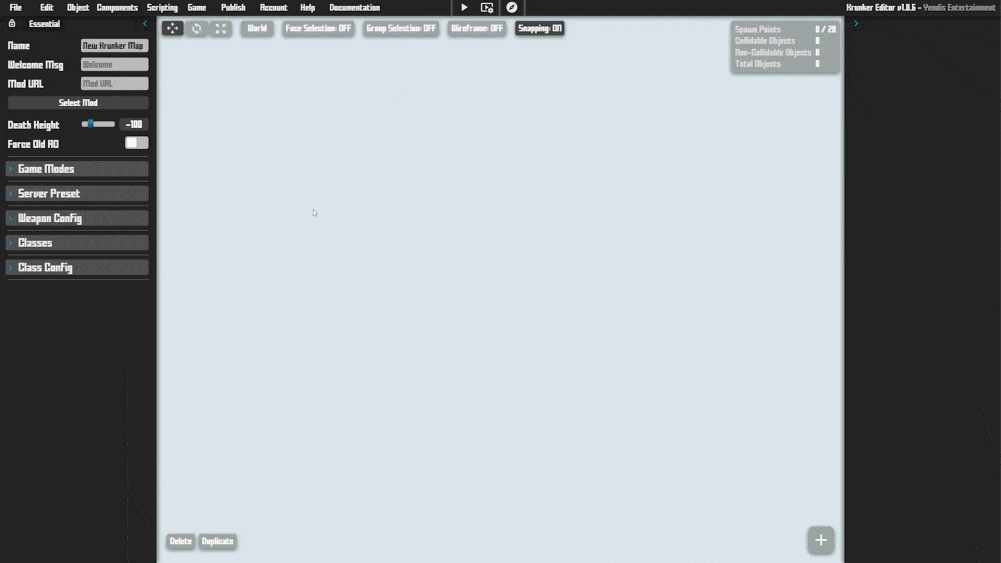 File Edit Object Components Scripting Game Publish Account Help Documentation Krunker Editor v1.0.5 - Yendis Entertainment
Essential
World Face Selection: OFF Group Selection: OFF Wireframe: OFF Snapping: ON
Spawn Points 0 / 20
Collidable Objects 0
Non-Collidable Objects 0
Total Objects 0
Name New Krunker Map
Welcome Msg Welcome
Mod URL Mod URL
Select Mod
Death Height -100
Force Old AO
Game Modes
Server Preset
Weapon Config
Classes
Class Config
Delete Duplicate